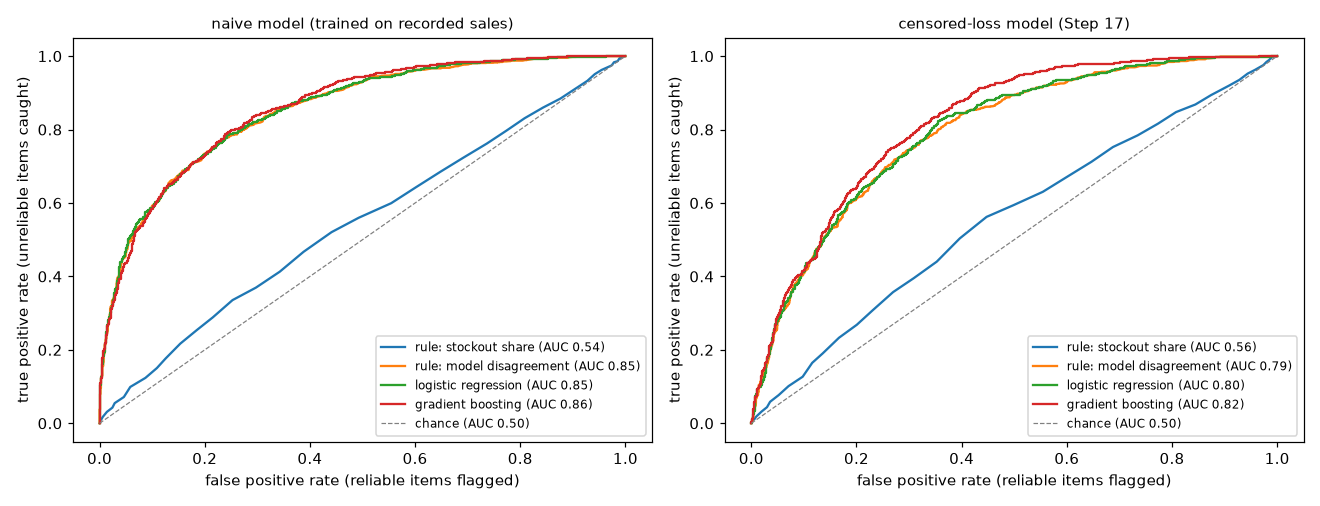 naive model (trained on recorded sales)
true positive rate (unreliable items caught)
1.0
0.8
0.6
0.4
0.2
0.0
rule: stockout share (AUC 0.54)
rule: model disagreement (AUC 0.85)
logistic regression (AUC 0.85)
gradient boosting (AUC 0.86)
chance (AUC 0.50)
0.0 0.2 0.4 0.6 0.8 1.0
false positive rate (reliable items flagged)
censored-loss model (Step 17)
true positive rate (unreliable items caught)
1.0
0.8
0.6
0.4
0.2
0.0
rule: stockout share (AUC 0.56)
rule: model disagreement (AUC 0.79)
logistic regression (AUC 0.80)
gradient boosting (AUC 0.82)
chance (AUC 0.50)
0.0 0.2 0.4 0.6 0.8 1.0
false positive rate (reliable items flagged)